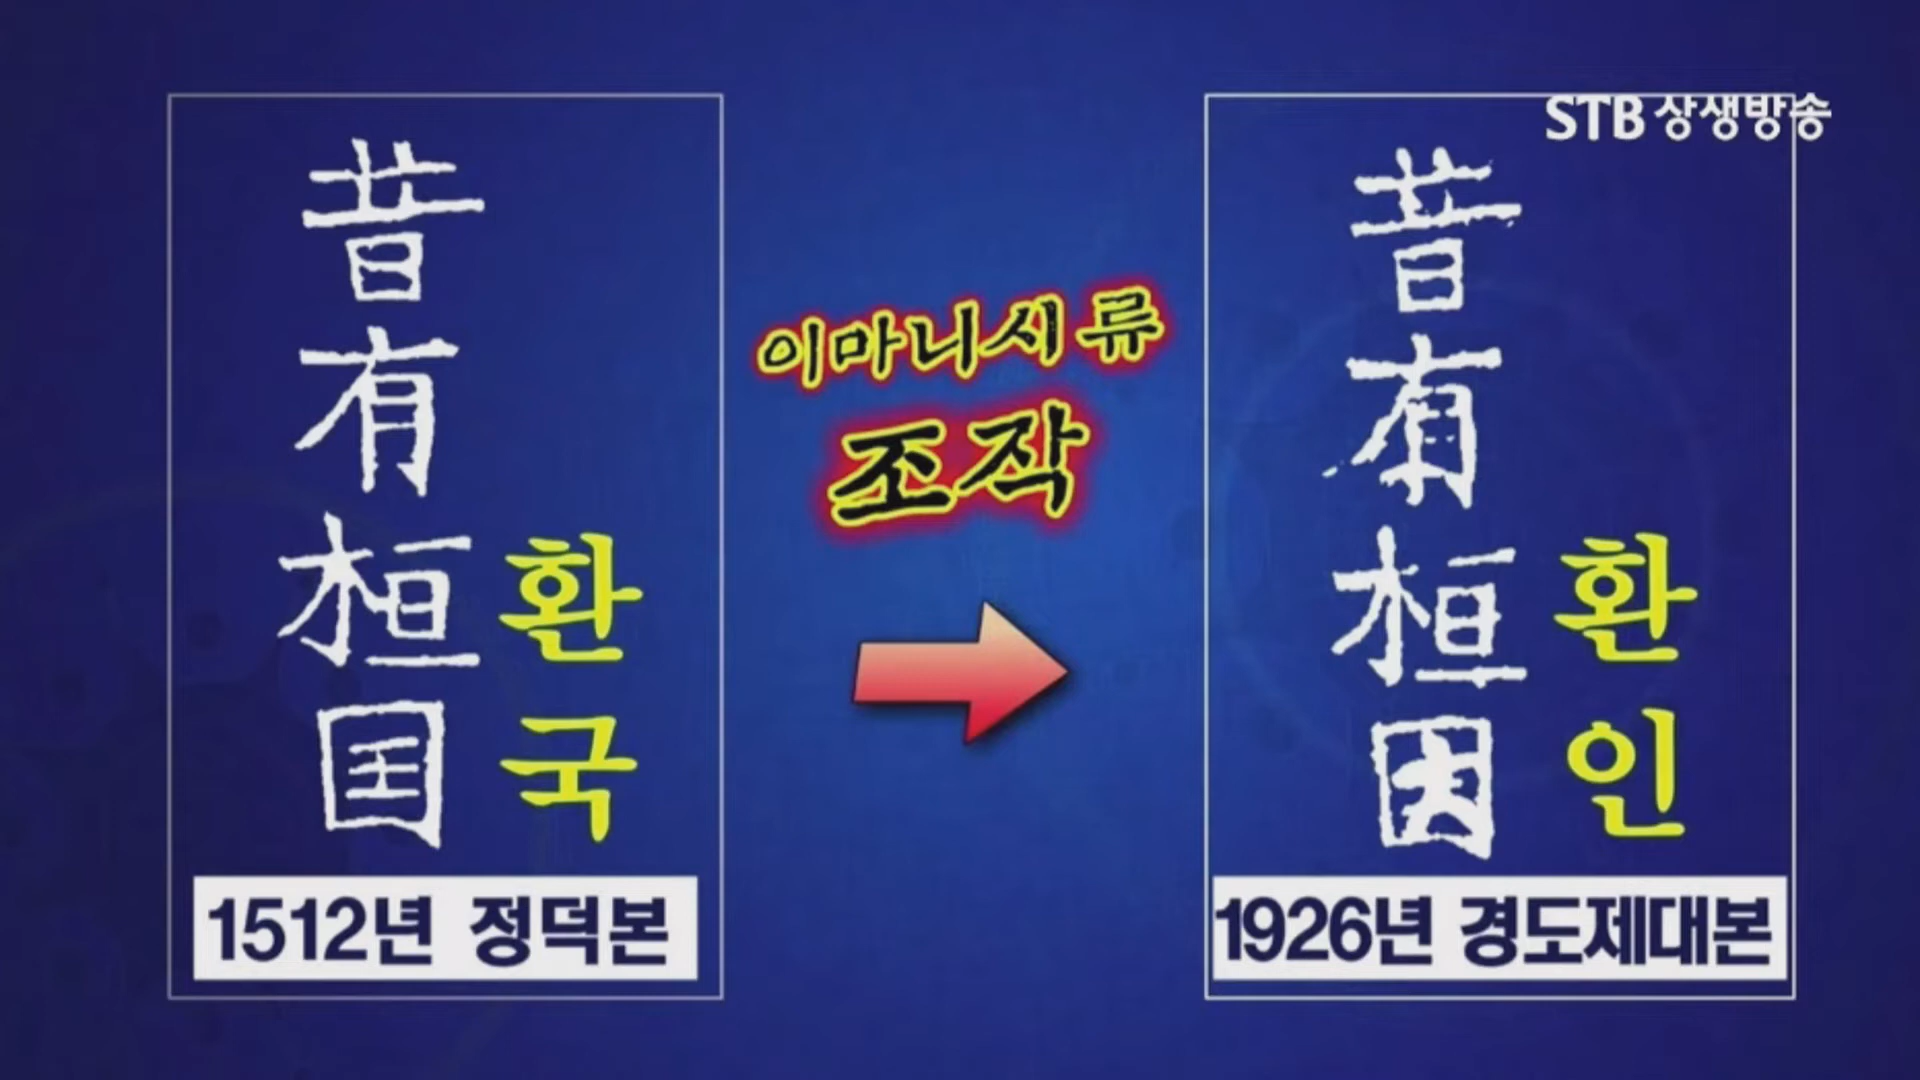 STB 상생방송
昔有桓国
환국
1512년 정덕본
이마니시 류
조작
昔有桓因
환인
1926년 경도제대본